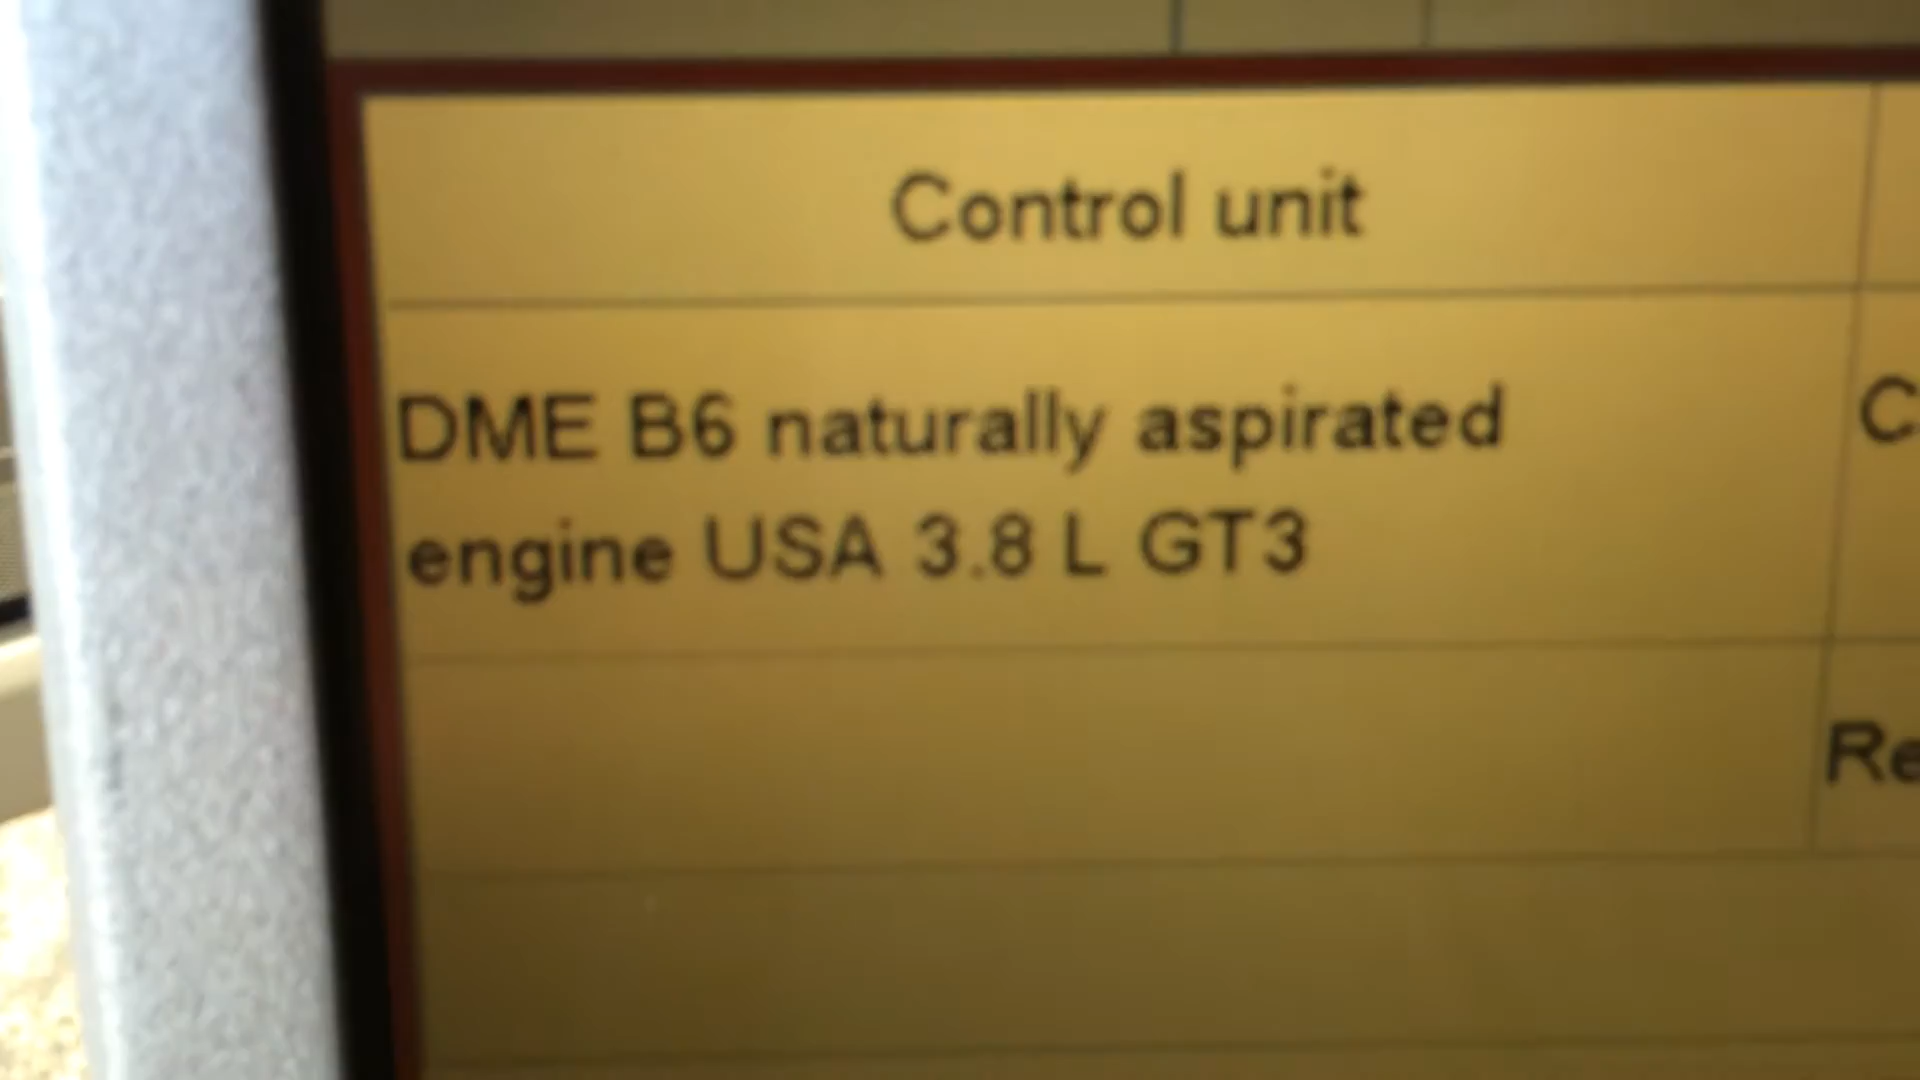 Control unit
DME B6 naturally aspirated
engine USA 3.8 L GT3